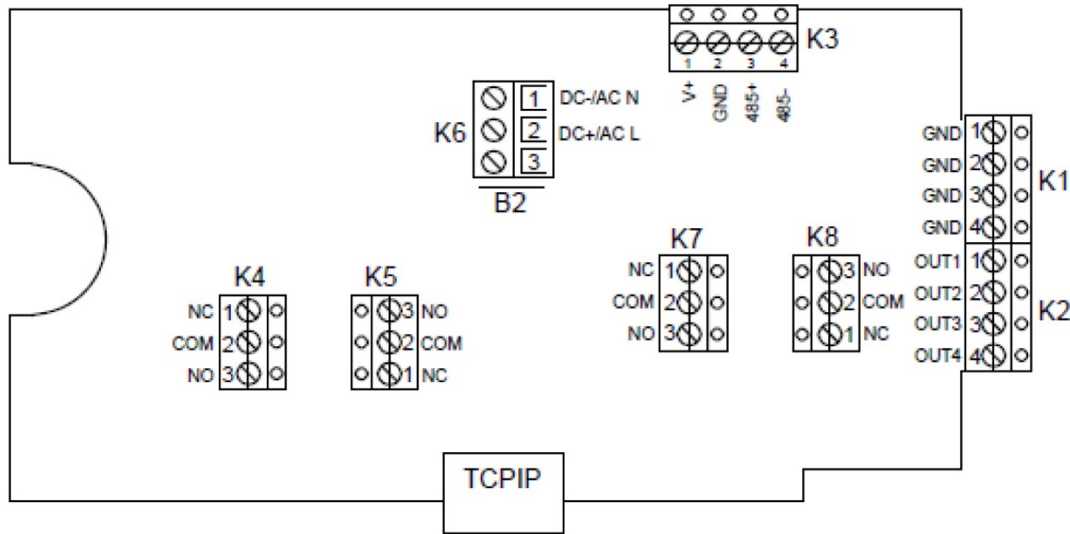 K3
1 2 3 4
V+ GND 485+ 485-
K6
1 DC-/AC N
2 DC+/AC L
3
B2
K1
GND 1
GND 2
GND 3
GND 4
K2
OUT1 1
OUT2 2
OUT3 3
OUT4 4
K4
NC 1
COM 2
NO 3
K5
3 NO
2 COM
1 NC
K7
NC 1
COM 2
NO 3
K8
3 NO
2 COM
1 NC
TCPIP